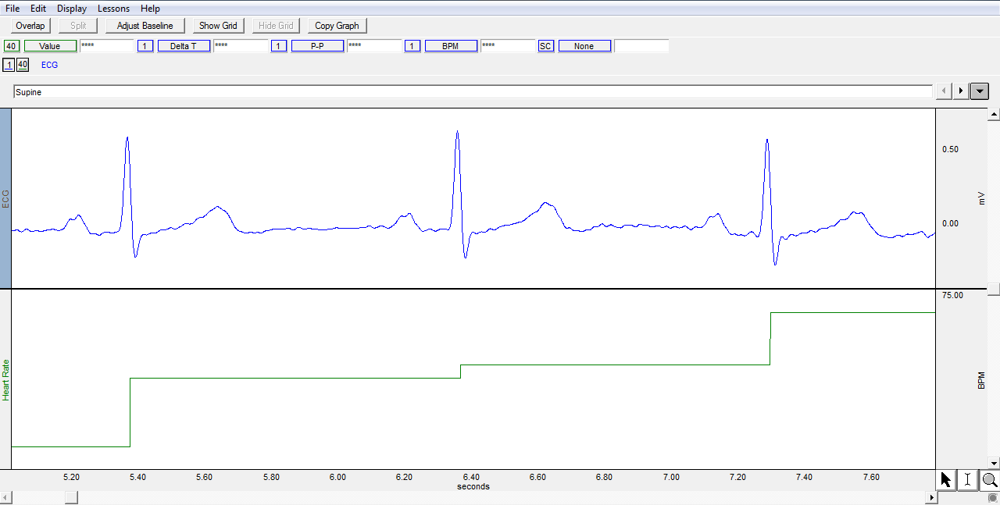 File Edit Display Lessons Help
Overlap Split Adjust Baseline Show Grid Hide Grid Copy Graph
40 Value **** 1 Delta T **** 1 P-P **** 1 BPM **** SC None
1 40 ECG
Supine
ECG
0.50
mV
0.00
75.00
Heart Rate
BPM
5.20 5.40 5.60 5.80 6.00 6.20 6.40 6.60 6.80 7.00 7.20 7.40 7.60
seconds